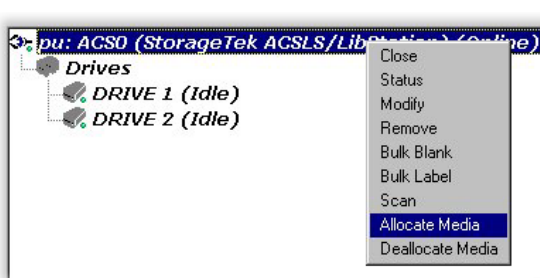 pu: ACS0 (StorageTek ACSLS/LibStation) (Online)
Drives
DRIVE 1 (Idle)
DRIVE 2 (Idle)
Close
Status
Modify
Remove
Bulk Blank
Bulk Label
Scan
Allocate Media
Deallocate Media